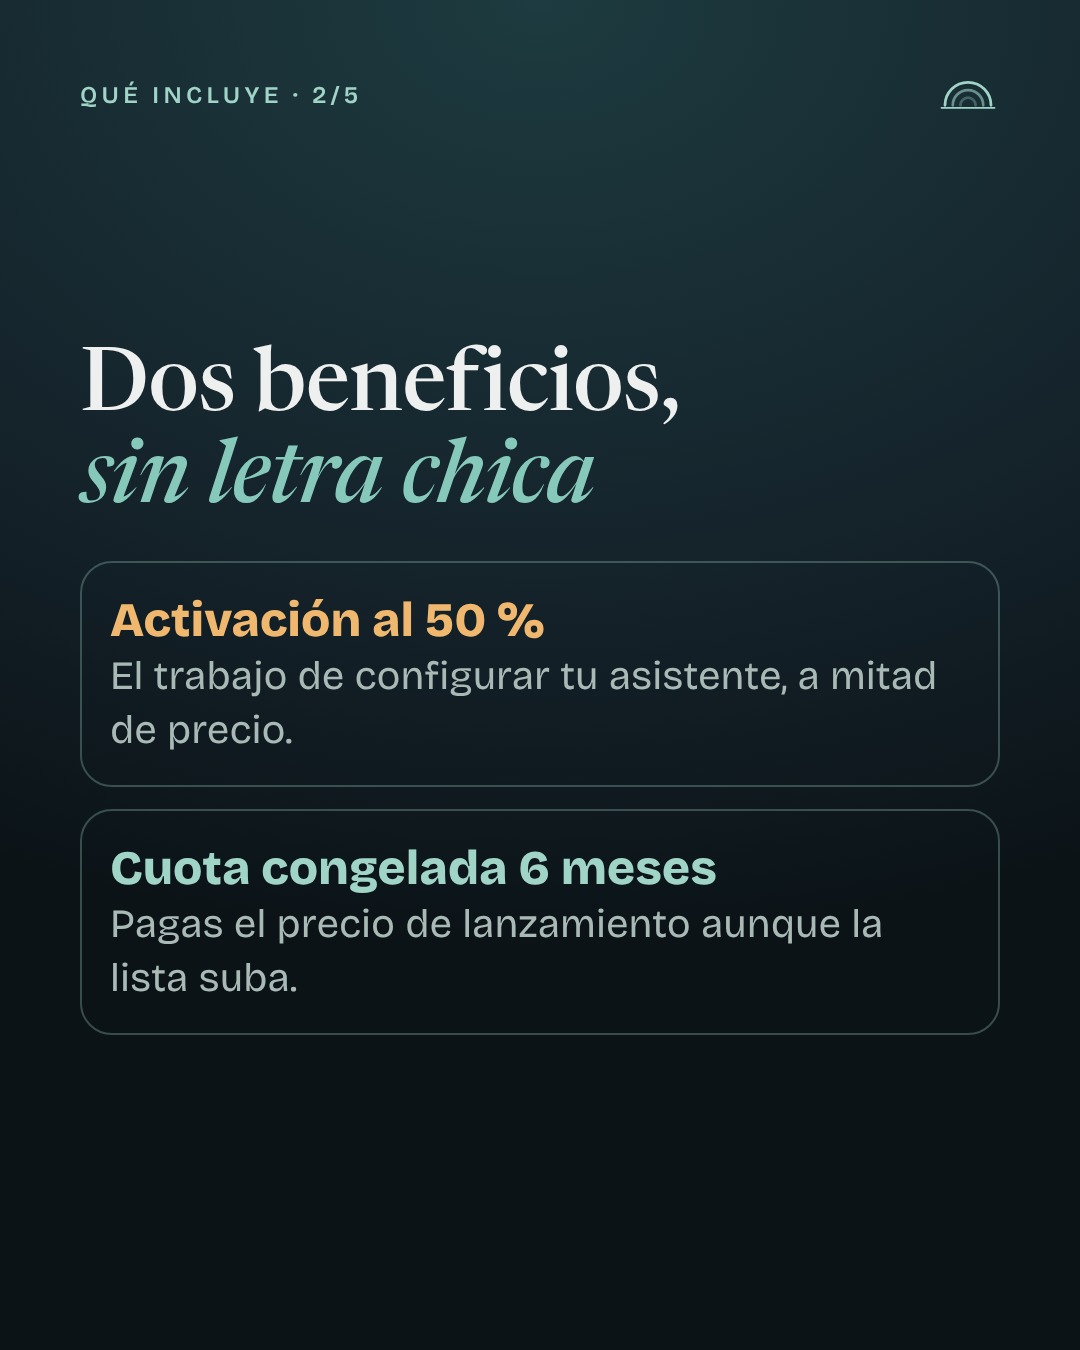 QUÉ INCLUYE · 2/5
Dos beneficios,
sin letra chica
Activación al 50 %
El trabajo de configurar tu asistente, a mitad
de precio.
Cuota congelada 6 meses
Pagas el precio de lanzamiento aunque la
lista suba.